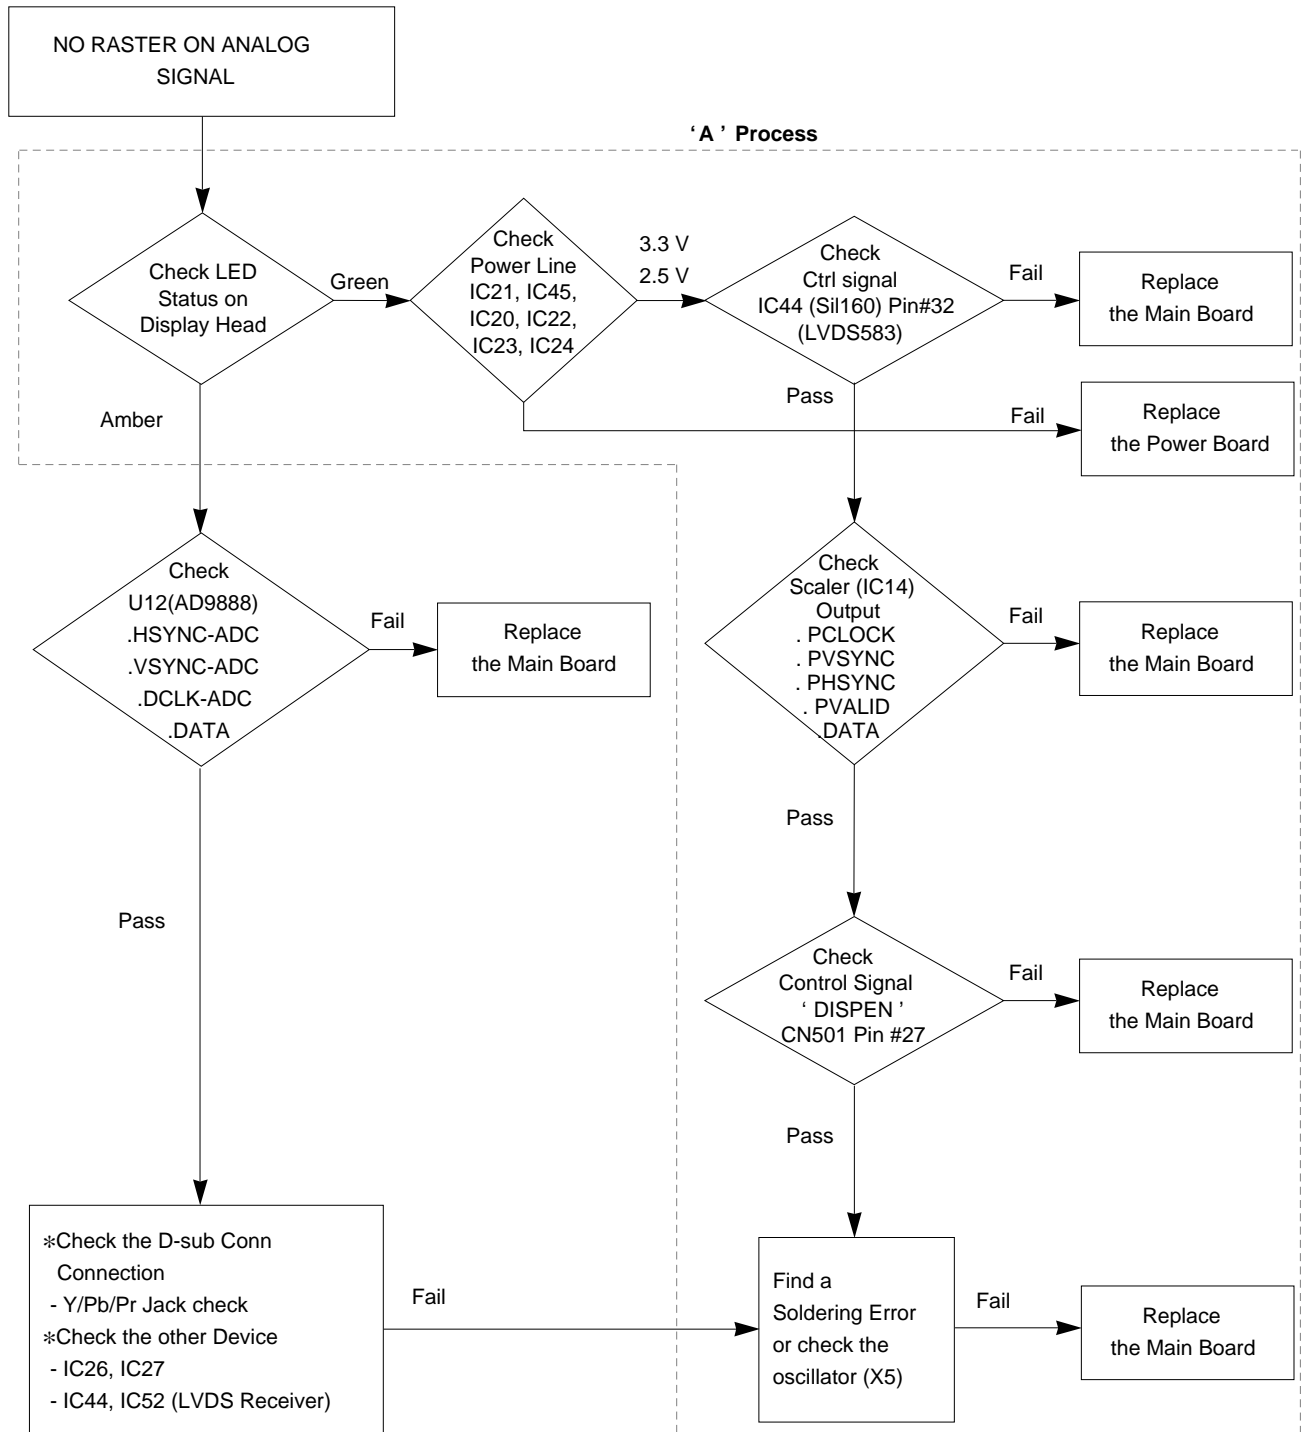 NO RASTER ON ANALOG
SIGNAL
‘ A ’ Process
Check LED
Status on
Display Head
Green
Check
Power Line
IC21, IC45,
IC20, IC22,
IC23, IC24
3.3 V
2.5 V
Check
Ctrl signal
IC44 (Sil160) Pin#32
(LVDS583)
Fail
Replace
the Main Board
Amber
Pass
Fail
Replace
the Power Board
Check
U12(AD9888)
.HSYNC-ADC
.VSYNC-ADC
.DCLK-ADC
.DATA
Fail
Replace
the Main Board
Check
Scaler (IC14)
Output
. PCLOCK
. PVSYNC
. PHSYNC
. PVALID
.DATA
Fail
Replace
the Main Board
Pass
Pass
Check
Control Signal
‘ DISPEN ’
CN501 Pin #27
Fail
Replace
the Main Board
Pass
*Check the D-sub Conn
Connection
- Y/Pb/Pr Jack check
*Check the other Device
- IC26, IC27
- IC44, IC52 (LVDS Receiver)
Fail
Find a
Soldering Error
or check the
oscillator (X5)
Fail
Replace
the Main Board